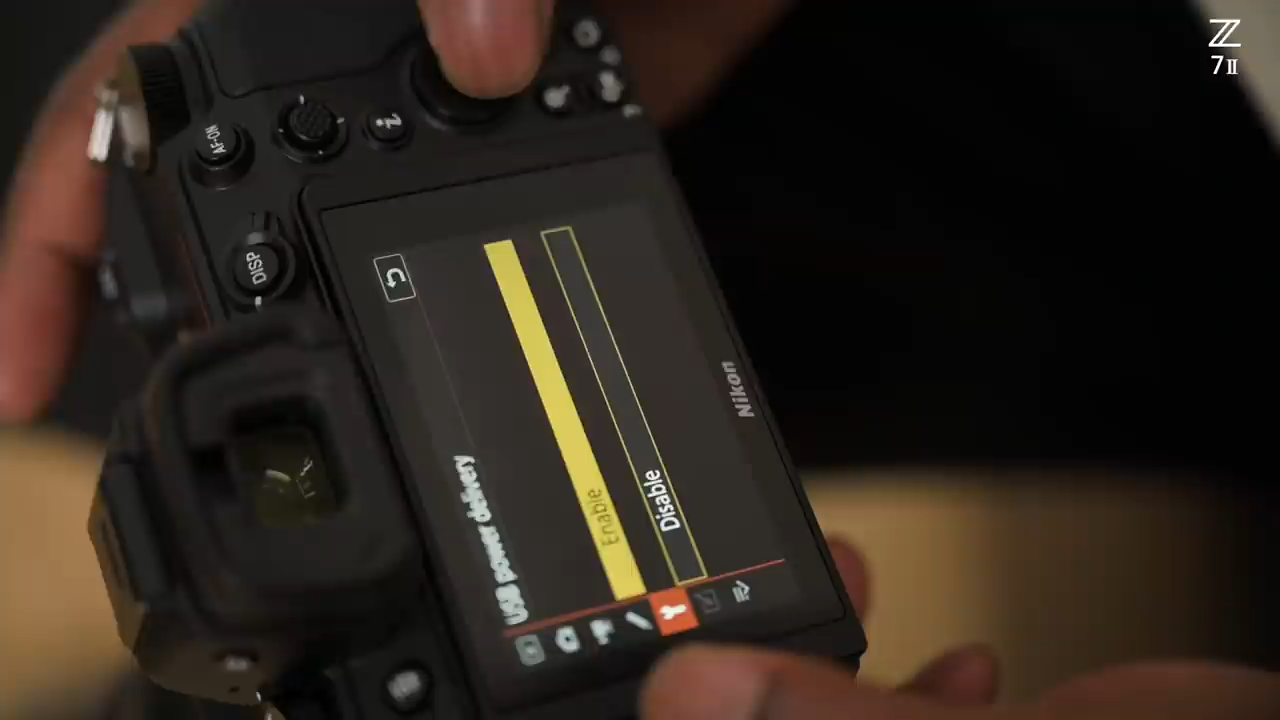 Z
7II
AF-ON
i
DISP
USB power delivery
Enable
Disable
Nikon